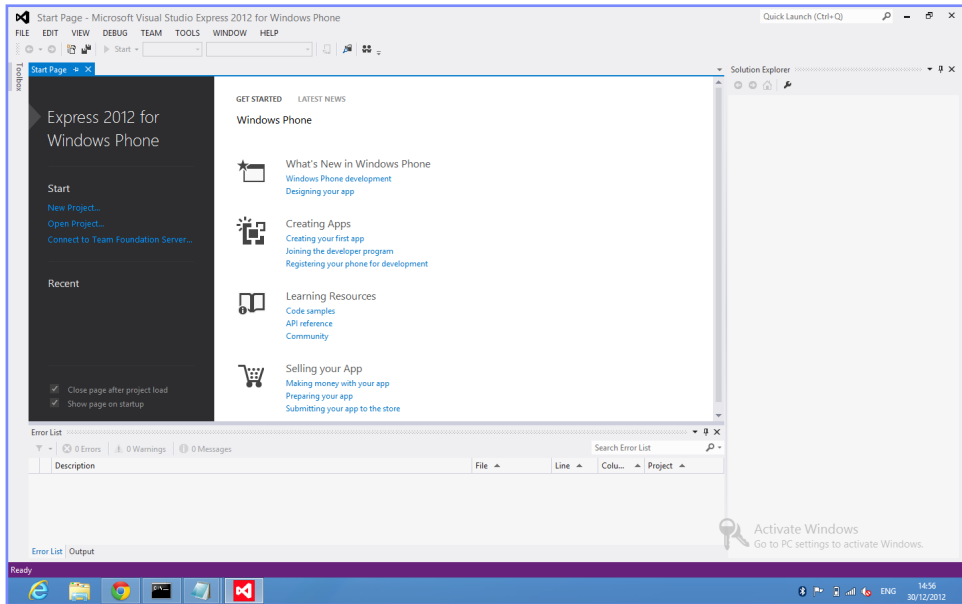 Start Page - Microsoft Visual Studio Express 2012 for Windows Phone
Quick Launch (Ctrl+Q)
FILE EDIT VIEW DEBUG TEAM TOOLS WINDOW HELP
Start
Toolbox
Start Page
Solution Explorer
Express 2012 for
Windows Phone
Start
New Project...
Open Project...
Connect to Team Foundation Server...
Recent
Close page after project load
Show page on startup
GET STARTED LATEST NEWS
Windows Phone
What's New in Windows Phone
Windows Phone development
Designing your app
Creating Apps
Creating your first app
Joining the developer program
Registering your phone for development
Learning Resources
Code samples
API reference
Community
Selling your App
Making money with your app
Preparing your app
Submitting your app to the store
Error List
0 Errors 0 Warnings 0 Messages
Search Error List
Description File Line Colu... Project
Activate Windows
Go to PC settings to activate Windows.
Error List Output
Ready
ENG
14:56
30/12/2012